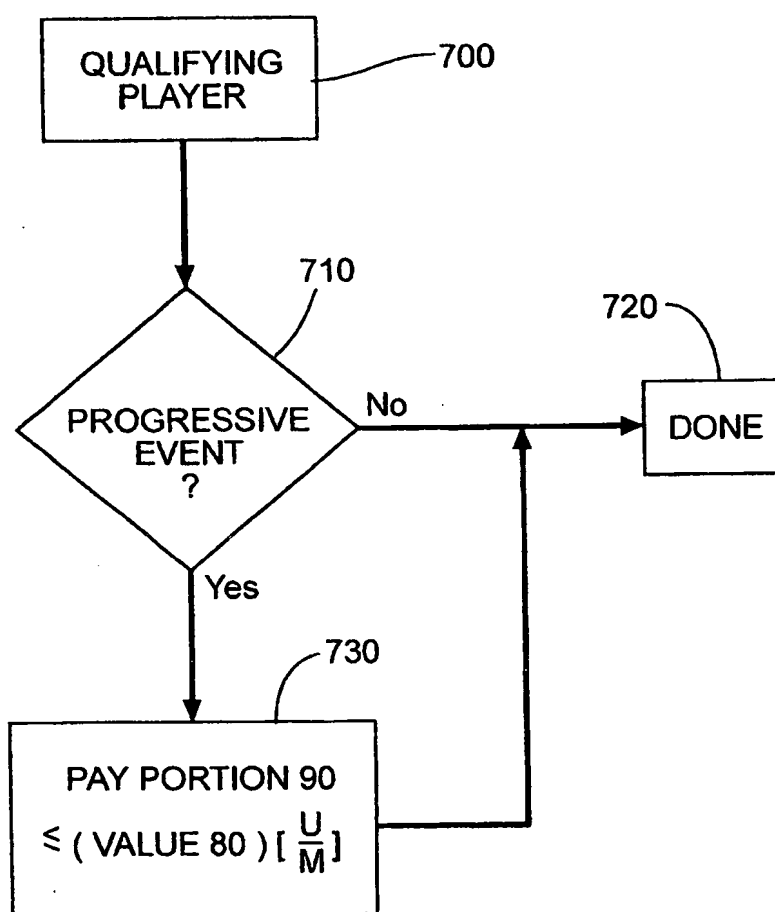 QUALIFYING
PLAYER
700
710
PROGRESSIVE
EVENT
?
No
720
DONE
Yes
730
PAY PORTION 90
≤ ( VALUE 80 ) [ U/M ]